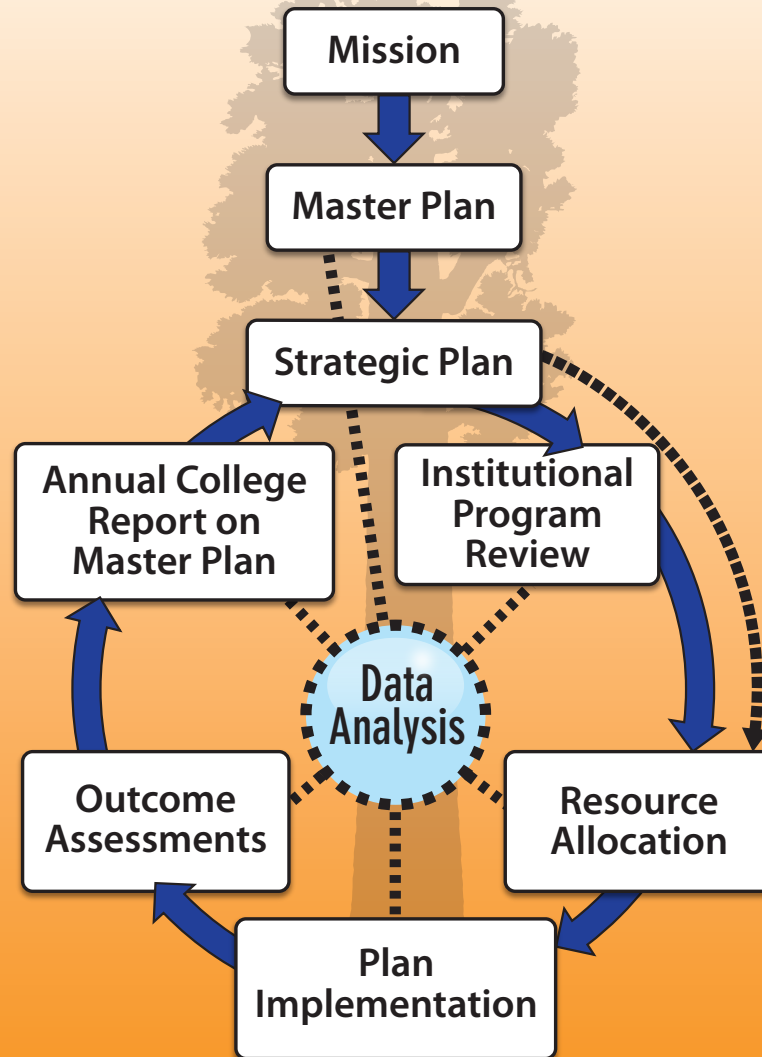 Mission
Master Plan
Strategic Plan
Annual College
Report on
Master Plan
Institutional
Program
Review
Data
Analysis
Outcome
Assessments
Resource
Allocation
Plan
Implementation